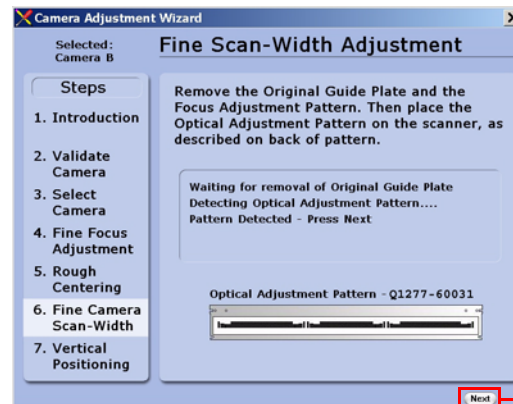 Camera Adjustment Wizard
Selected:
Camera B
Fine Scan-Width Adjustment
Steps
1. Introduction
2. Validate
Camera
3. Select
Camera
4. Fine Focus
Adjustment
5. Rough
Centering
6. Fine Camera
Scan-Width
7. Vertical
Positioning
Remove the Original Guide Plate and the
Focus Adjustment Pattern. Then place the
Optical Adjustment Pattern on the scanner, as
described on back of pattern.
Waiting for removal of Original Guide Plate
Detecting Optical Adjustment Pattern....
Pattern Detected - Press Next
Optical Adjustment Pattern - Q1277-60031
Next